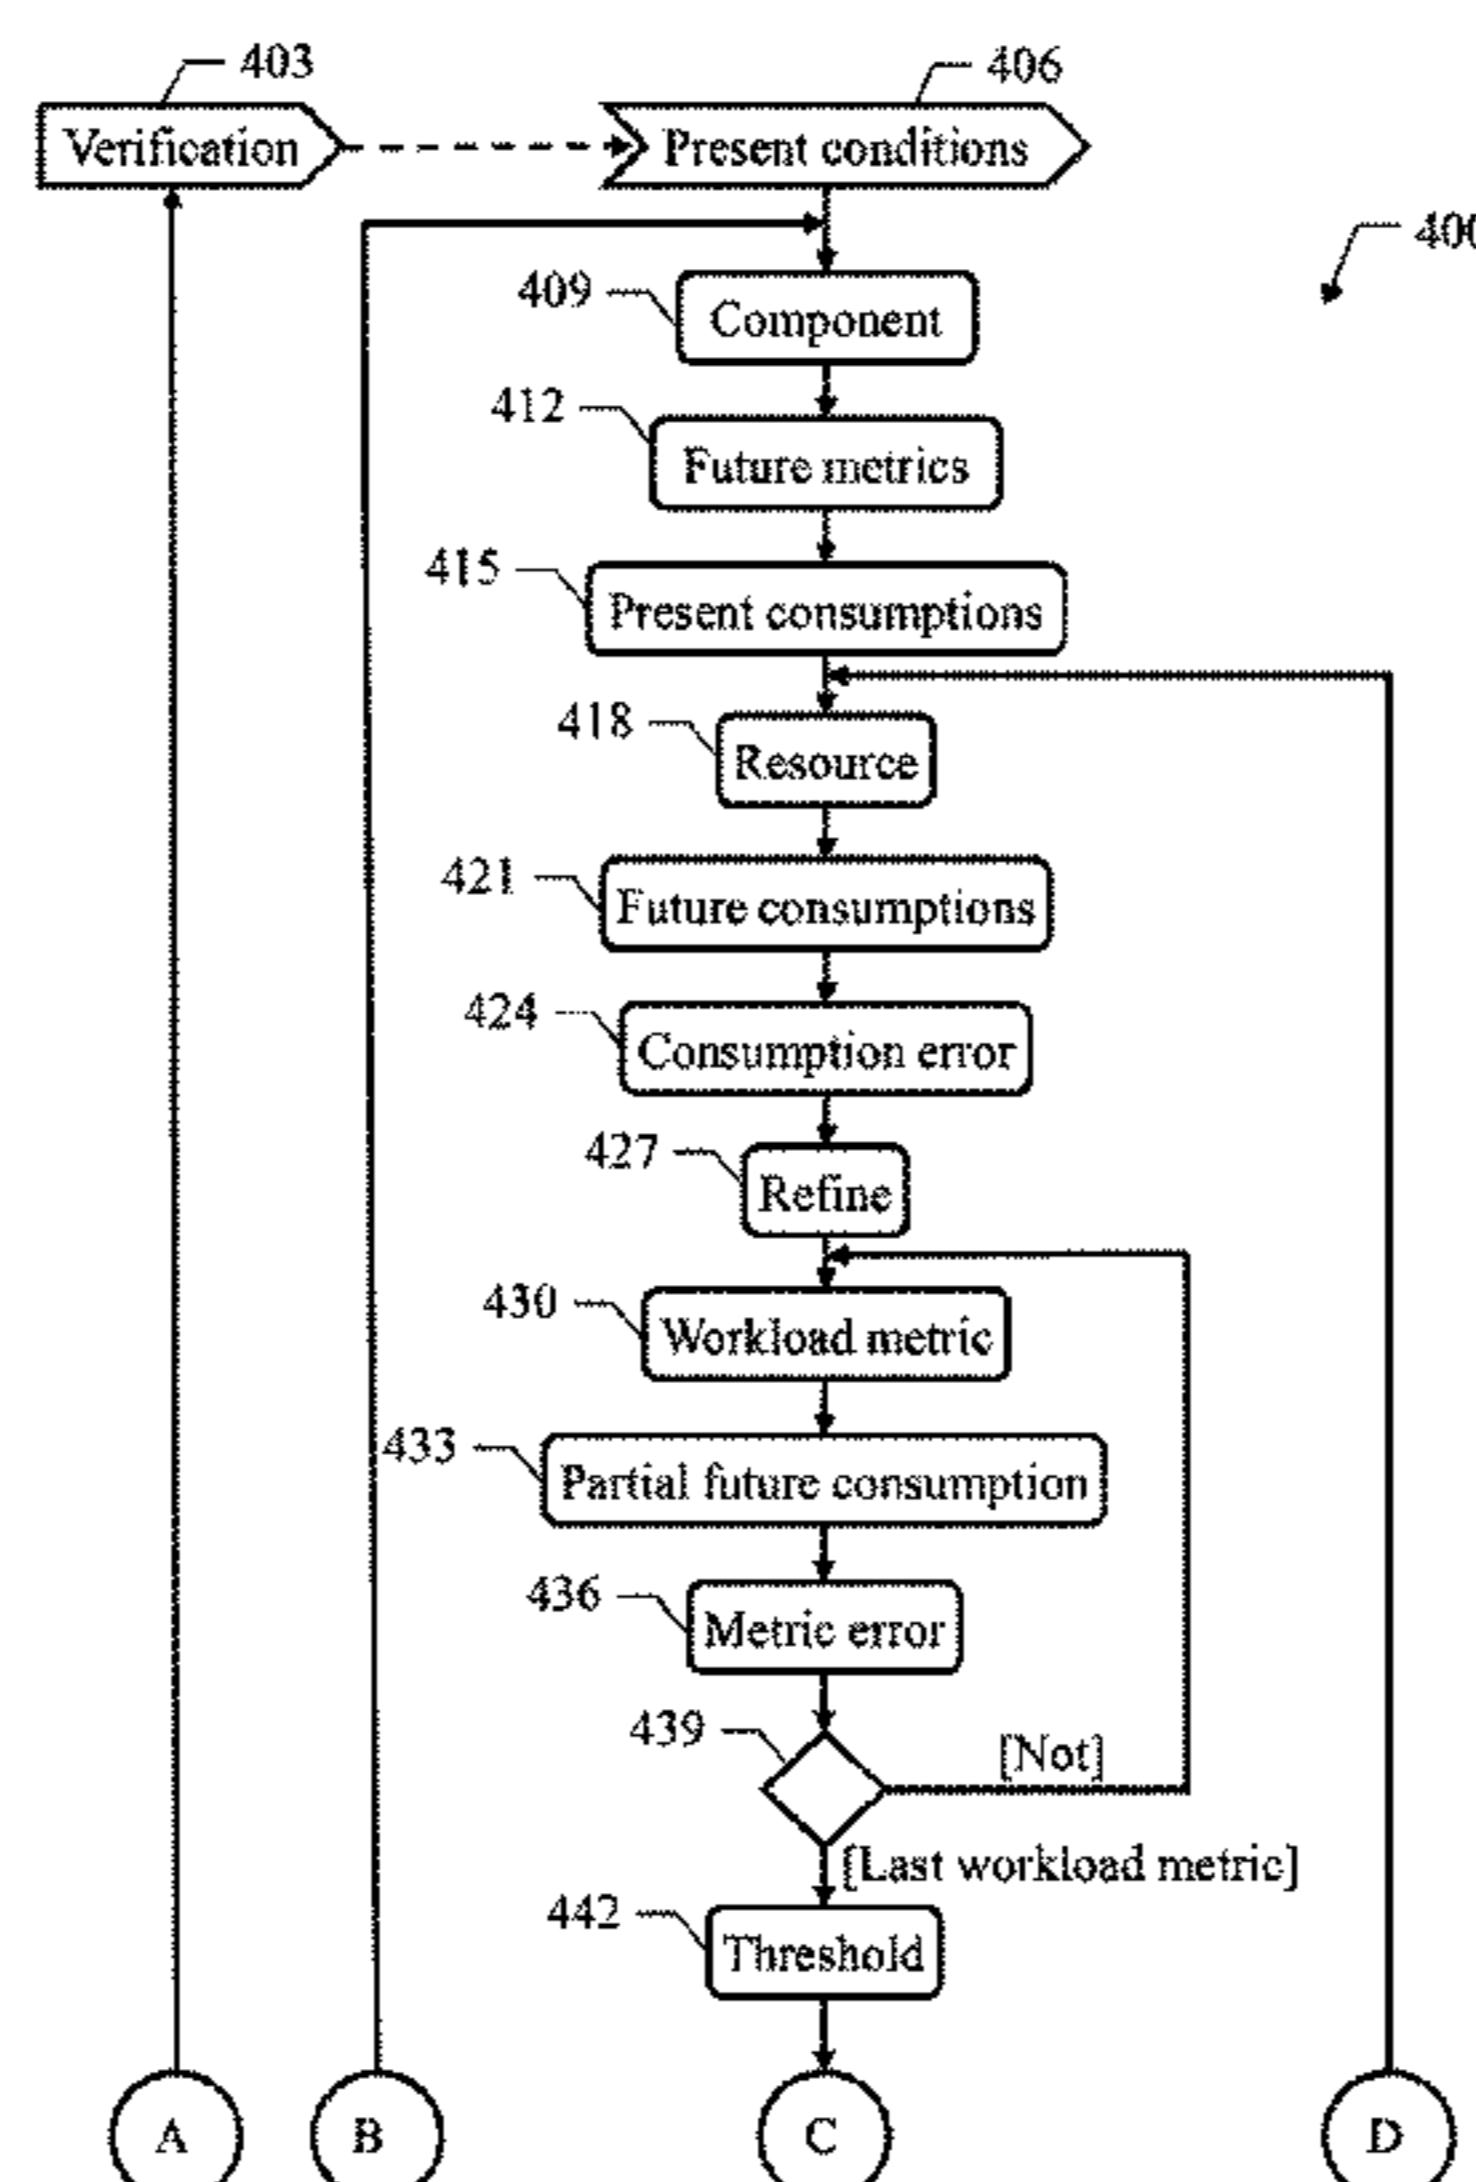 403
406
Verification
Present conditions
400
409
Component
412
Future metrics
415
Present consumptions
418
Resource
421
Future consumptions
424
Consumption error
427
Refine
430
Workload metric
433
Partial future consumption
436
Metric error
439
[Not]
[Last workload metric]
442
Threshold
A
B
C
D